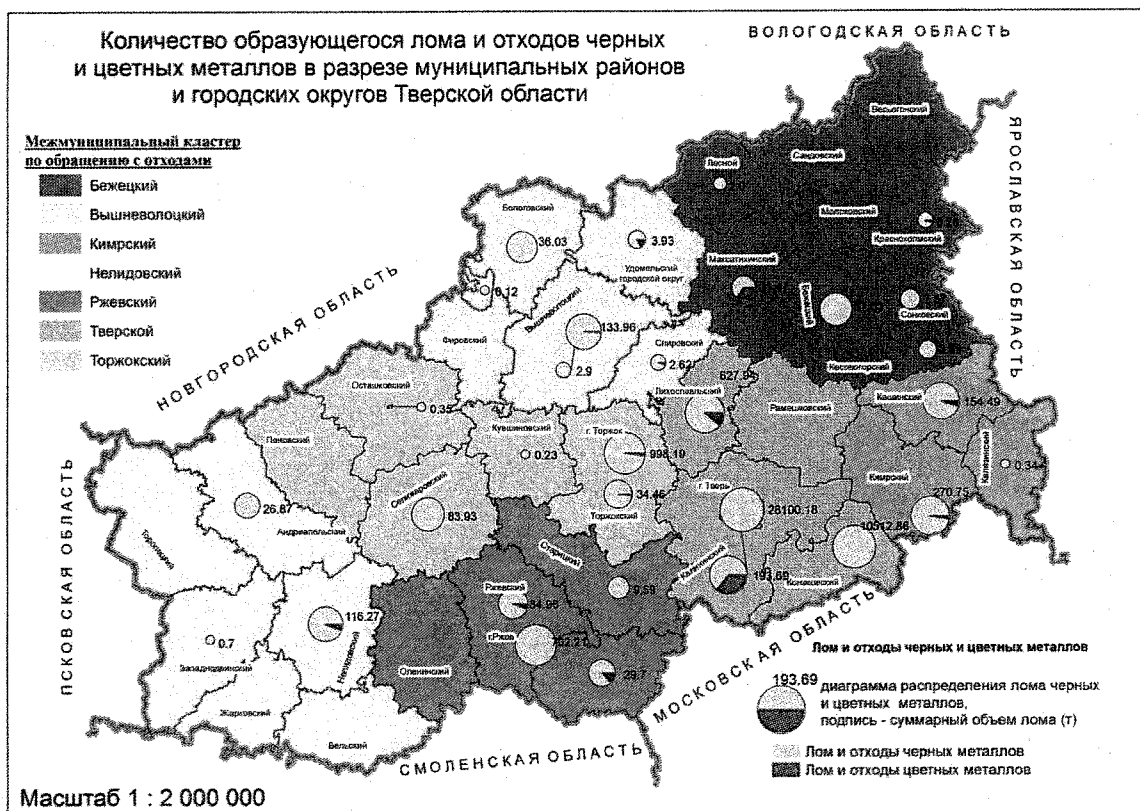 Количество образующегося лома и отходов черных
и цветных металлов в разрезе муниципальных районов
и городских округов Тверской области
ВОЛОГОДСКАЯ ОБЛАСТЬ
ЯРОСЛАВСКАЯ ОБЛАСТЬ
Межмуниципальный кластер
по обращению с отходами
Бежецкий
Вышневолоцкий
Кимрский
Нелидовский
Ржевский
Тверской
Торжокский
НОВГОРОДСКАЯ ОБЛАСТЬ
ПСКОВСКАЯ ОБЛАСТЬ
СМОЛЕНСКАЯ ОБЛАСТЬ
МОСКОВСКАЯ ОБЛАСТЬ
Весьегонский
Лесной
Сандовский
Молоковский
Краснохолмский
Максатихинский
Бежецкий
Сонковский
Кесовогорский
Бологовский
36.03
0.12
3.93
Удомельский
городской округ
Фировский
Вышневолоцкий
133.96
2.9
Спировский
2.62
Осташковский
0.35
Пеновский
Кувшиновский
0.23
г. Торжок
998.19
34.46
Торжокский
Лихославльский
Рамешковский
Кашинский
154.49
Калязинский
0.34
Кимрский
270.75
г. Тверь
28100.18
10512.86
Калининский
193.69
Конаковский
Селижаровский
83.93
26.87
Андреапольский
Торопецкий
0.7
Западнодвинский
116.27
Нелидовский
Жарковский
Бельский
Оленинский
Ржевский
г.Ржев
Старицкий
29.7
Лом и отходы черных и цветных металлов
193.69
диаграмма распределения лома черных
и цветных металлов,
подпись - суммарный объем лома (т)
Лом и отходы черных металлов
Лом и отходы цветных металлов
Масштаб 1 : 2 000 000